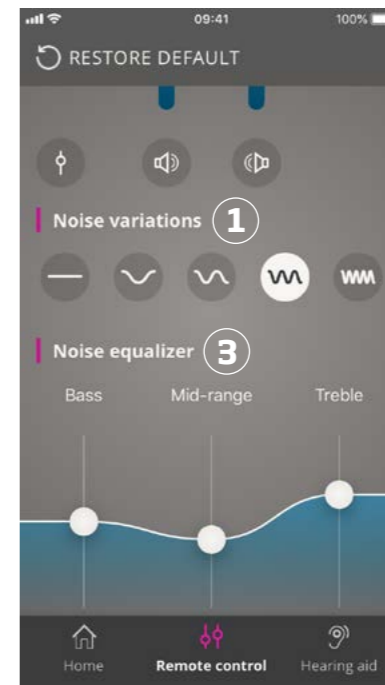 09:41 100%
RESTORE DEFAULT
Noise variations 1
Noise equalizer 3
Bass Mid-range Treble
Home Remote control Hearing aid